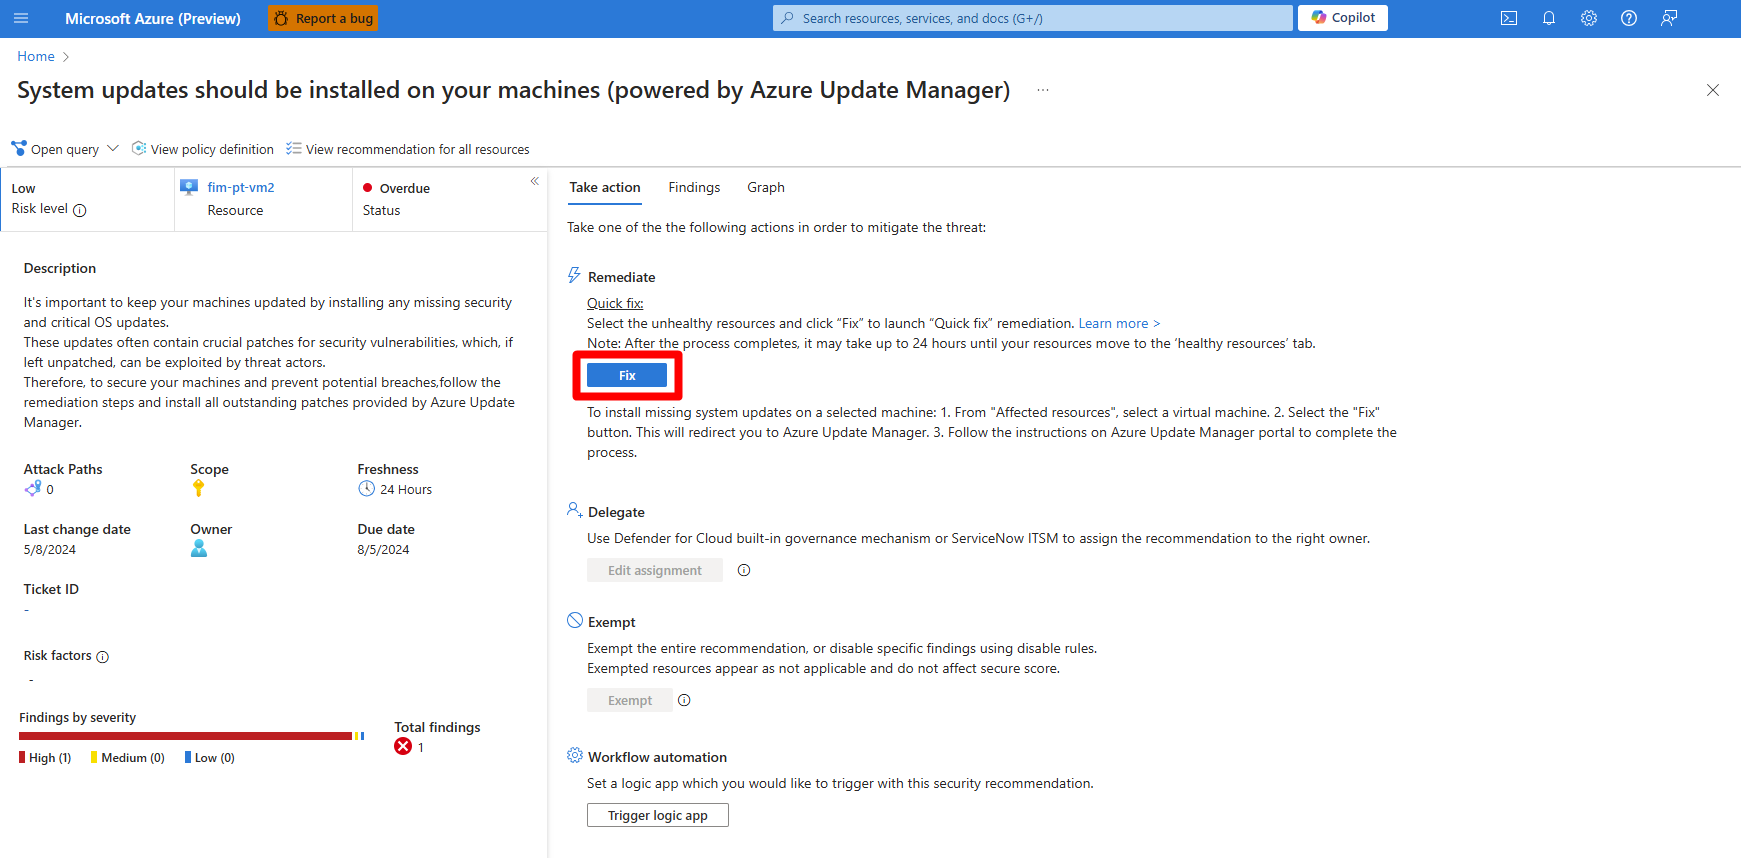 Microsoft Azure (Preview)
Report a bug
Search resources, services, and docs (G+/)
Copilot
Home
System updates should be installed on your machines (powered by Azure Update Manager)
Open query
View policy definition
View recommendation for all resources
Low
Risk level
fim-pt-vm2
Resource
Overdue
Status
Description
It's important to keep your machines updated by installing any missing security
and critical OS updates.
These updates often contain crucial patches for security vulnerabilities, which, if
left unpatched, can be exploited by threat actors.
Therefore, to secure your machines and prevent potential breaches,follow the
remediation steps and install all outstanding patches provided by Azure Update
Manager.
Attack Paths
0
Scope
Freshness
24 Hours
Last change date
5/8/2024
Owner
Due date
8/5/2024
Ticket ID
-
Risk factors
-
Findings by severity
High (1)
Medium (0)
Low (0)
Total findings
1
Take action
Findings
Graph
Take one of the the following actions in order to mitigate the threat:
Remediate
Quick fix:
Select the unhealthy resources and click “Fix” to launch “Quick fix” remediation. Learn more >
Note: After the process completes, it may take up to 24 hours until your resources move to the ‘healthy resources’ tab.
Fix
To install missing system updates on a selected machine: 1. From "Affected resources", select a virtual machine. 2. Select the "Fix"
button. This will redirect you to Azure Update Manager. 3. Follow the instructions on Azure Update Manager portal to complete the
process.
Delegate
Use Defender for Cloud built-in governance mechanism or ServiceNow ITSM to assign the recommendation to the right owner.
Edit assignment
Exempt
Exempt the entire recommendation, or disable specific findings using disable rules.
Exempted resources appear as not applicable and do not affect secure score.
Exempt
Workflow automation
Set a logic app which you would like to trigger with this security recommendation.
Trigger logic app